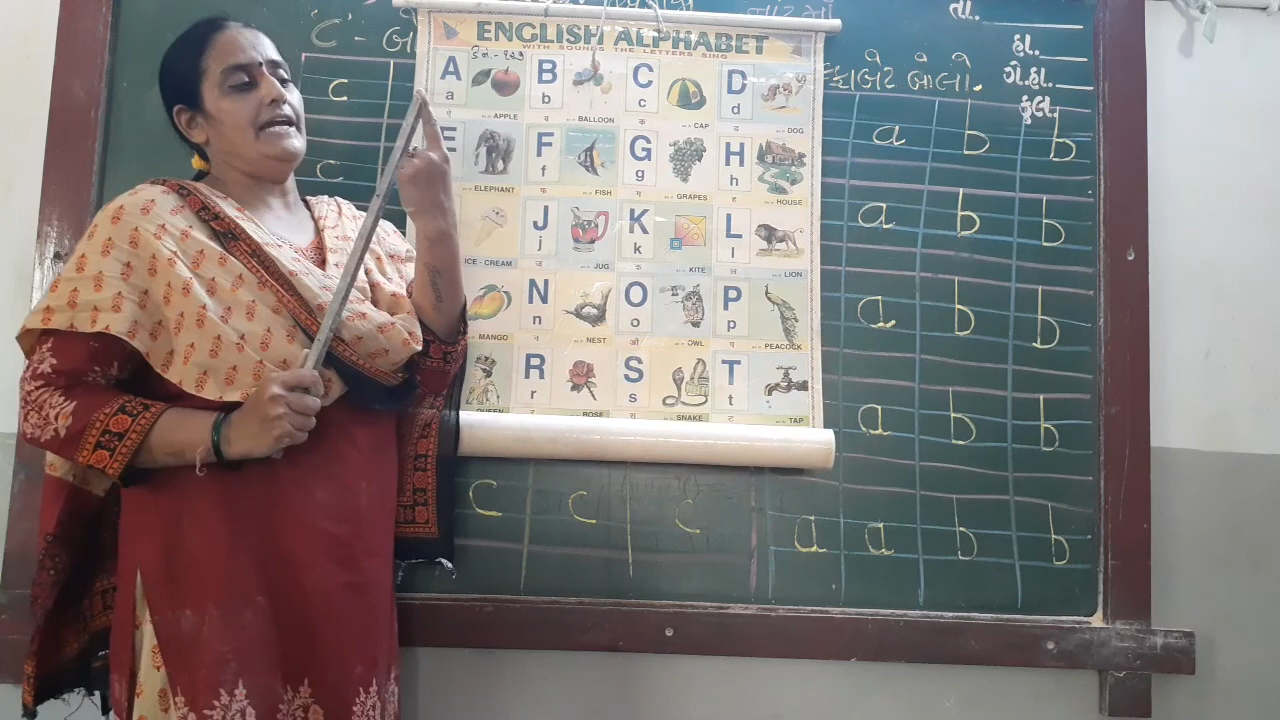 'C' - બો
ENGLISH ALPHABET
WITH SOUNDS THE LETTERS SING
A a APPLE
B b BALLOON
C c CAP
D d DOG
ऐ ब क ड
E ELEPHANT
F f FISH
G g GRAPES
H h HOUSE
फ ग ह
ICE - CREAM
J j JUG
K k KITE
L l LION
ज क ल
MANGO
N n NEST
O o OWL
P p PEACOCK
न ओ प
QUEEN
R r ROSE
S s SNAKE
T t TAP
र स ट
તા.
હા.
ગે.હા.
કુલ.
બોલો.
c
c
a b b
a b b
a b b
a b b
c c c a a b b